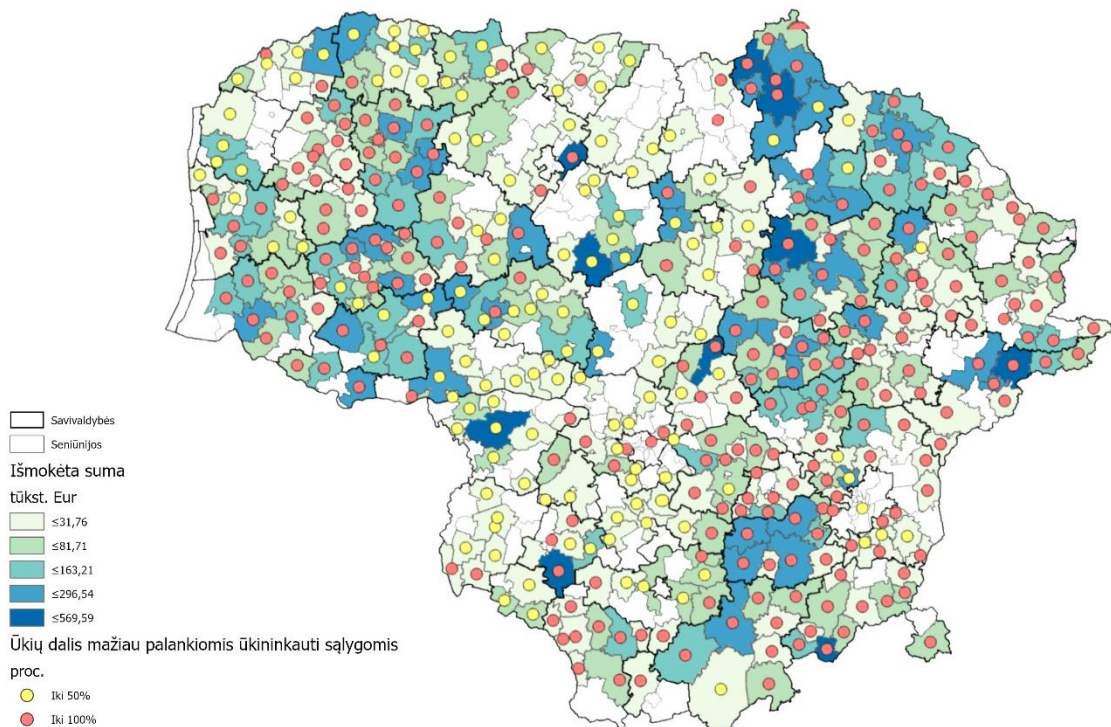 Savivaldybės
Seniūnijos
Išmokėta suma
tūkst. Eur
≤31,76
≤81,71
≤163,21
≤296,54
≤569,59
Ūkių dalis mažiau palankiomis ūkininkauti sąlygomis
proc.
Iki 50%
Iki 100%